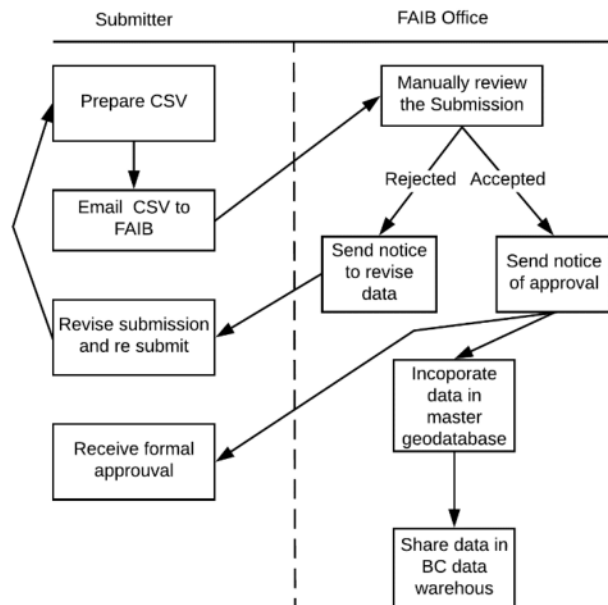 Submitter
FAIB Office
Prepare CSV
Manually review
the Submission
Rejected
Accepted
Email CSV to
FAIB
Send notice
to revise
data
Send notice
of approval
Revise submission
and re submit
Incoporate
data in
master
geodatabase
Receive formal
approuval
Share data in
BC data
warehous